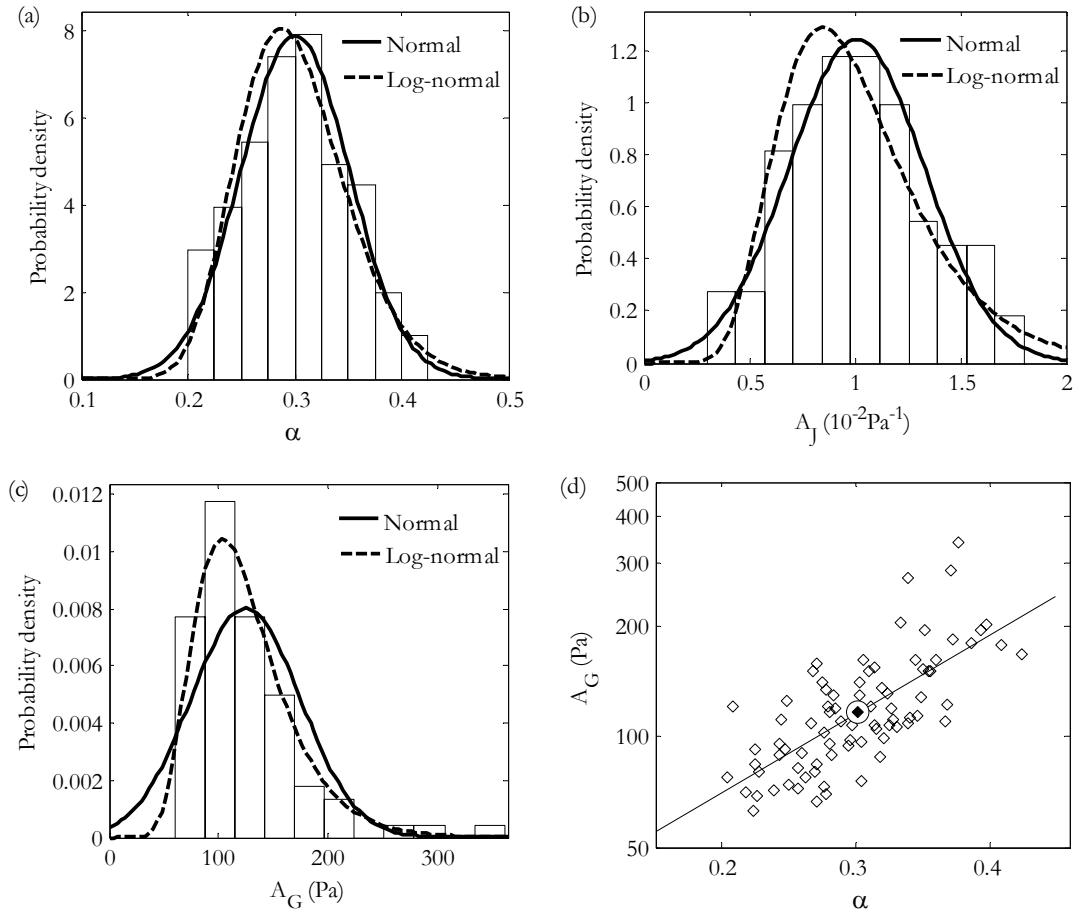 (a)
Probability density
8
6
4
2
0
0.1 0.2 0.3 0.4 0.5
α
Normal
Log-normal
(b)
Probability density
1.2
1.0
0.8
0.6
0.4
0.2
0
0 0.5 1 1.5 2
A_J (10^-2Pa^-1)
Normal
Log-normal
(c)
Probability density
0.012
0.01
0.008
0.006
0.004
0.002
0
0 100 200 300
A_G (Pa)
Normal
Log-normal
(d)
A_G (Pa)
500
400
300
200
100
50
0.2 0.3 0.4
α